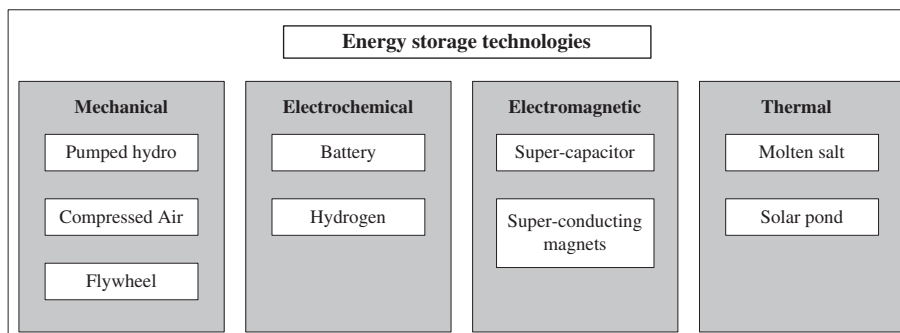 Energy storage technologies
Mechanical
Pumped hydro
Compressed Air
Flywheel
Electrochemical
Battery
Hydrogen
Electromagnetic
Super-capacitor
Super-conducting
magnets
Thermal
Molten salt
Solar pond